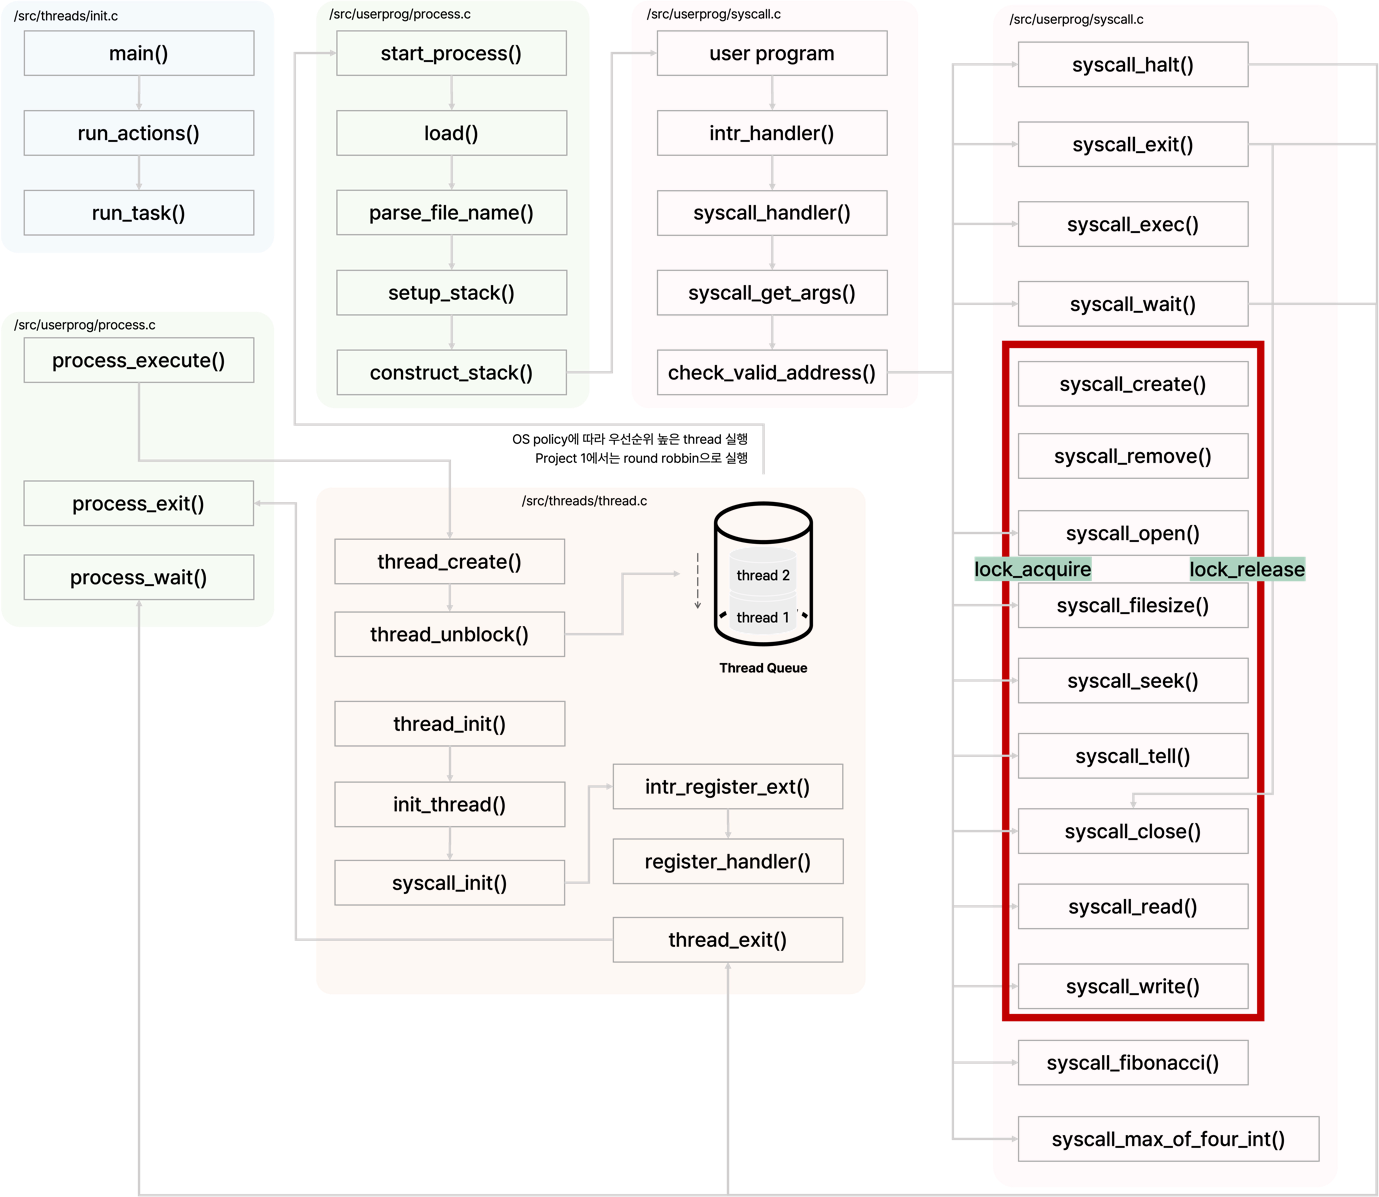 /src/threads/init.c
main()
run_actions()
run_task()
/src/userprog/process.c
process_execute()
process_exit()
process_wait()
/src/userprog/process.c
start_process()
load()
parse_file_name()
setup_stack()
construct_stack()
/src/userprog/syscall.c
user program
intr_handler()
syscall_handler()
syscall_get_args()
check_valid_address()
OS policy에 따라 우선순위 높은 thread 실행
Project 1에서는 round robbin으로 실행
/src/threads/thread.c
thread_create()
thread_unblock()
thread 2
thread 1
Thread Queue
thread_init()
init_thread()
syscall_init()
intr_register_ext()
register_handler()
thread_exit()
/src/userprog/syscall.c
syscall_halt()
syscall_exit()
syscall_exec()
syscall_wait()
syscall_create()
syscall_remove()
syscall_open()
lock_acquire
lock_release
syscall_filesize()
syscall_seek()
syscall_tell()
syscall_close()
syscall_read()
syscall_write()
syscall_fibonacci()
syscall_max_of_four_int()